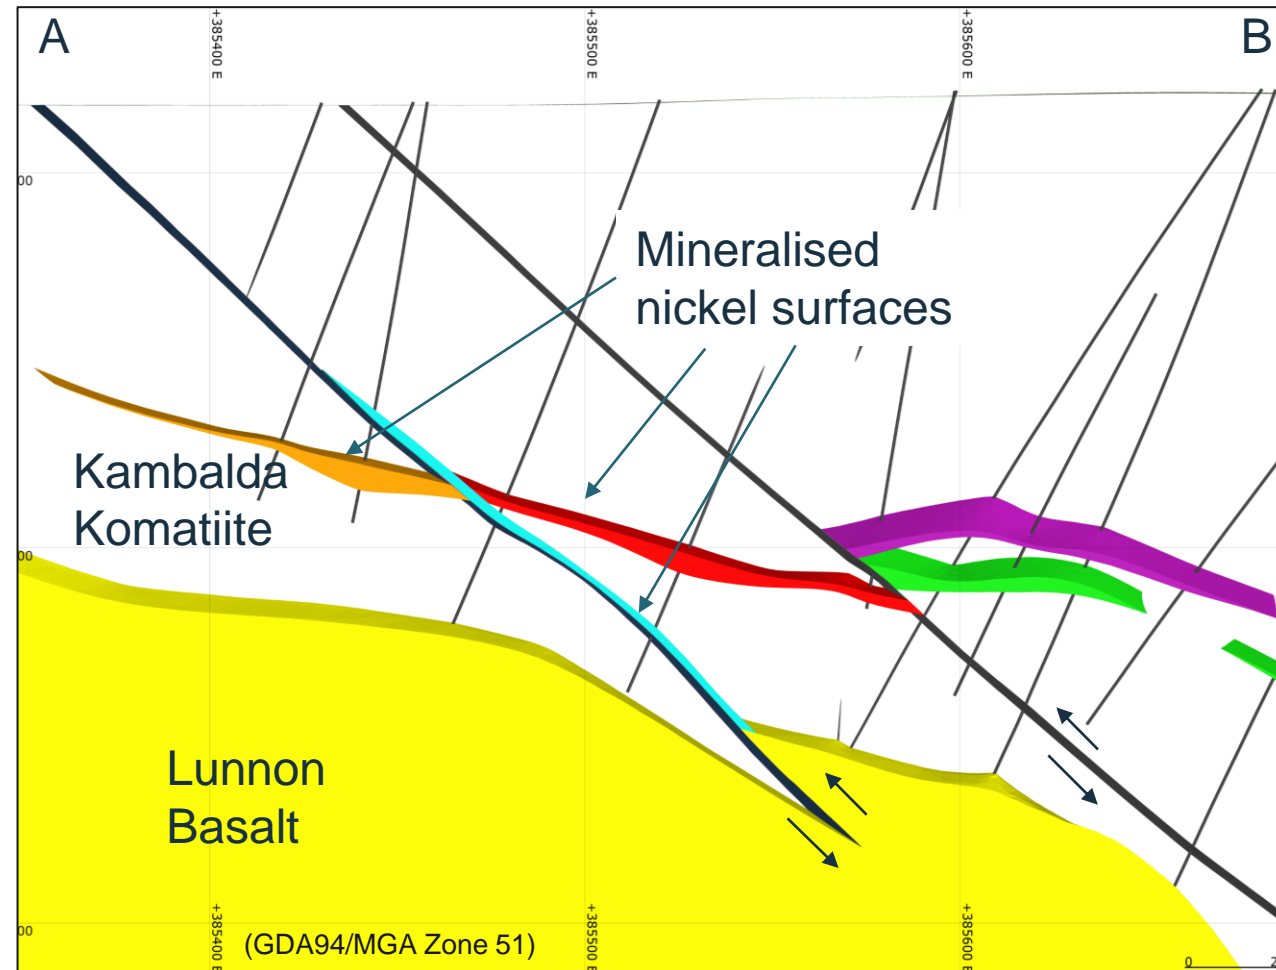 A
B
+385400 E
+385500 E
+385600 E
00
Mineralised
nickel surfaces
Kambalda
Komatiite
00
Lunnon
Basalt
00
+385400 E
(GDA94/MGA Zone 51)
+385500 E
+385600 E
0